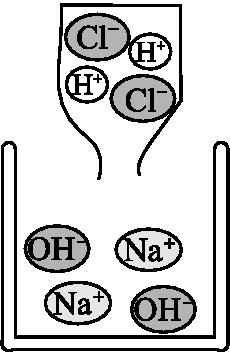 Cl⁻ H⁺
H⁺ Cl⁻
OH⁻ Na⁺
Na⁺ OH⁻